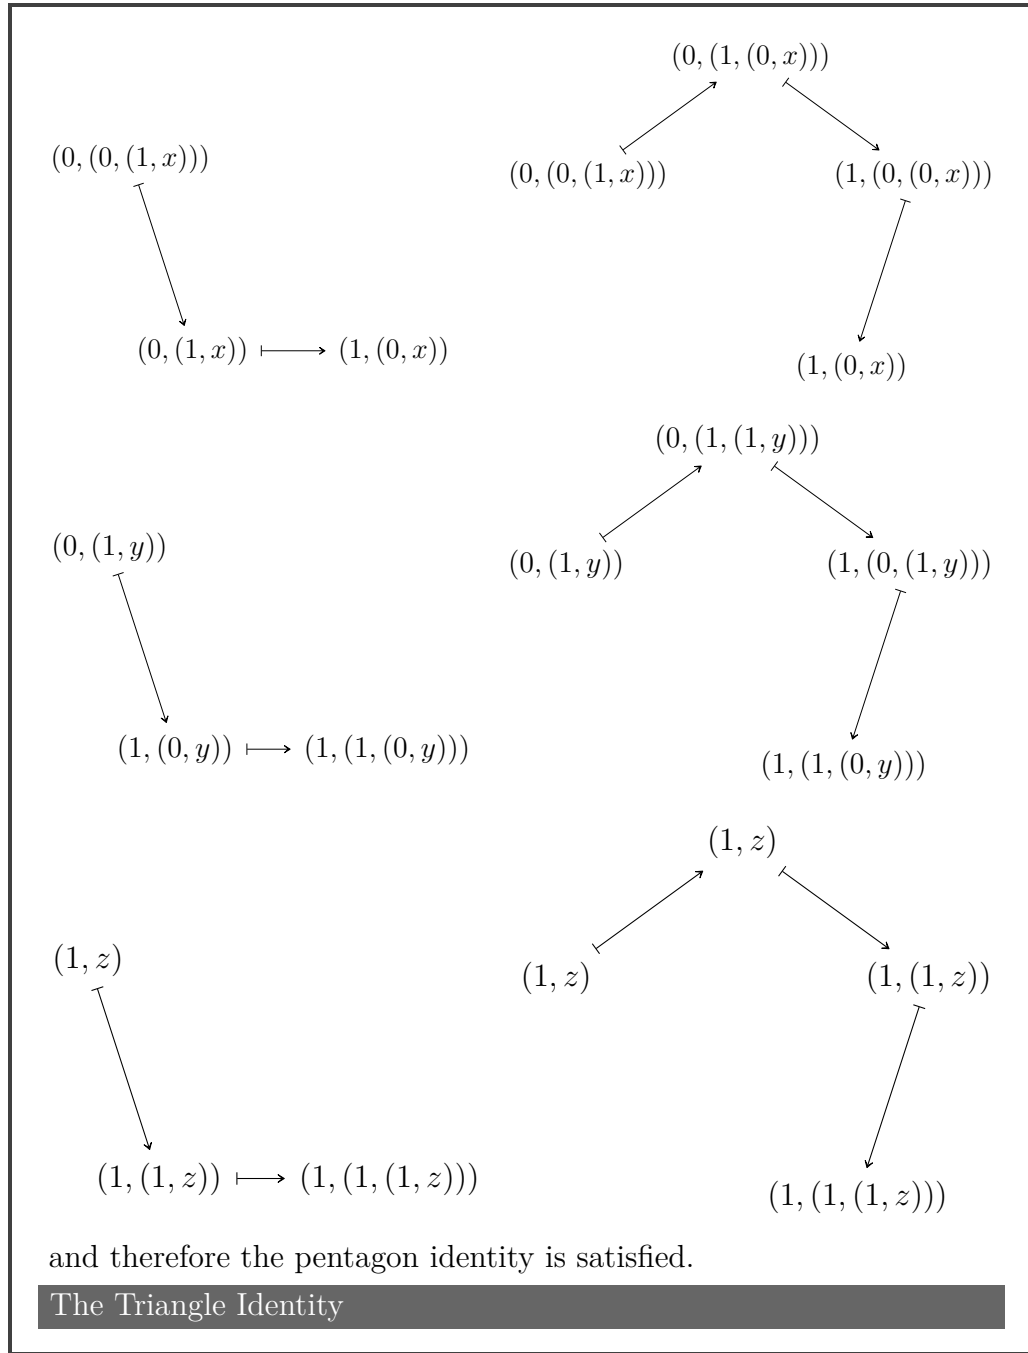 (0, (1, (0, x)))
(0, (0, (1, x)))
(0, (0, (1, x)))
(1, (0, (0, x)))
(0, (1, x))
(1, (0, x))
(1, (0, x))
(0, (1, (1, y)))
(0, (1, y))
(0, (1, y))
(1, (0, (1, y)))
(1, (0, y))
(1, (1, (0, y)))
(1, (1, (0, y)))
(1, z)
(1, z)
(1, z)
(1, (1, z))
(1, (1, z))
(1, (1, (1, z)))
(1, (1, (1, z)))
and therefore the pentagon identity is satisfied.
The Triangle Identity